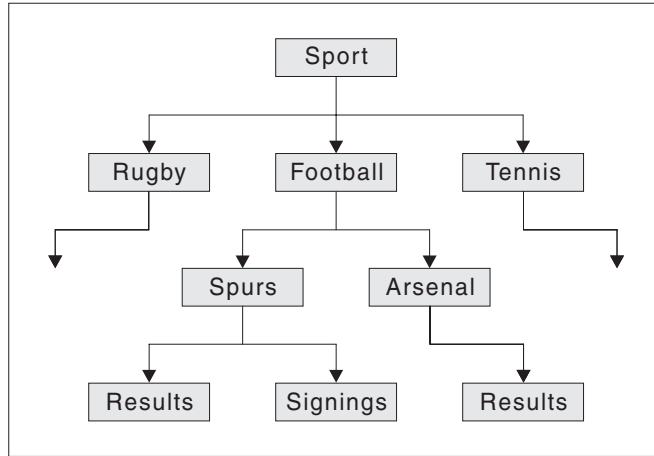 Sport
Rugby Football Tennis
Spurs Arsenal
Results Signings Results